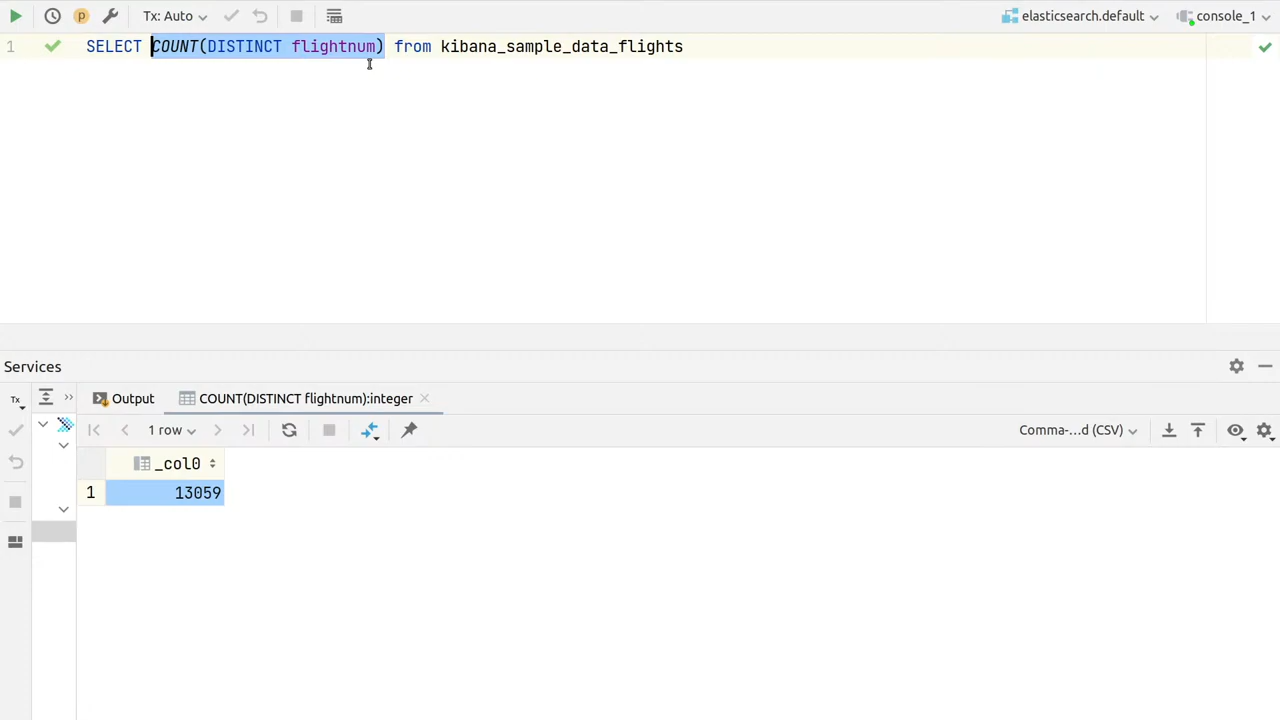 p Tx: Auto elasticsearch.default console_1
1 SELECT COUNT(DISTINCT flightnum) from kibana_sample_data_flights
Services
Tx Output COUNT(DISTINCT flightnum):integer
1 row Comma-...d (CSV)
_col0
1 13059